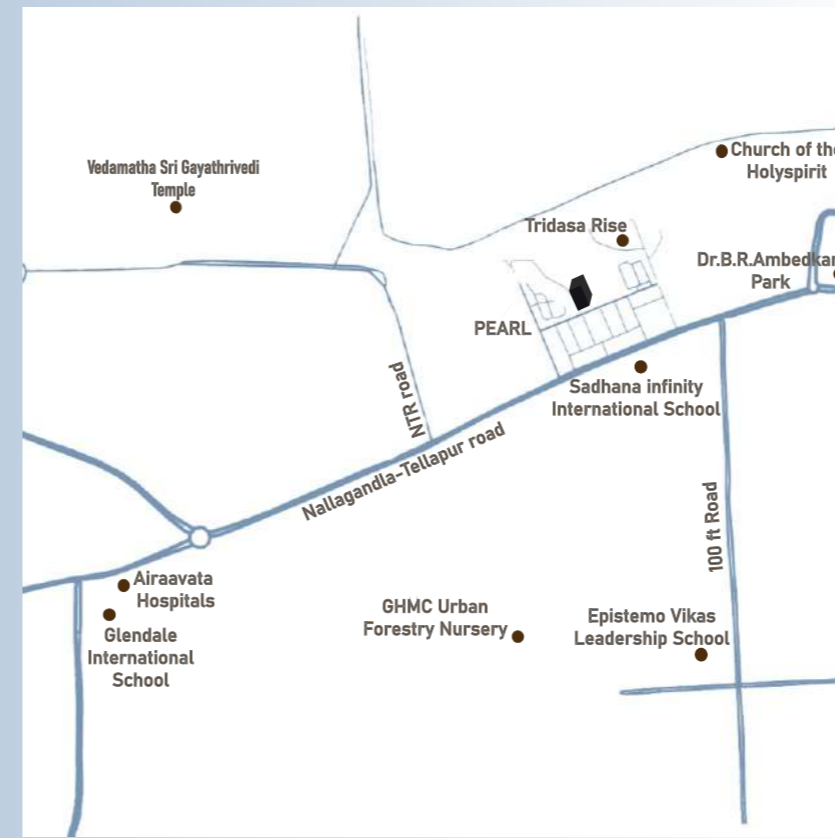 Church of the
Holyspirit
Vedamatha Sri Gayathrivedi
Temple
Tridasa Rise
Dr.B.R.Ambedkar
Park
PEARL
NTR road
Sadhana infinity
International School
Nallagandla-Tellapur road
100 ft Road
Airaavata
Hospitals
GHMC Urban
Forestry Nursery
Epistemo Vikas
Leadership School
Glendale
International
School